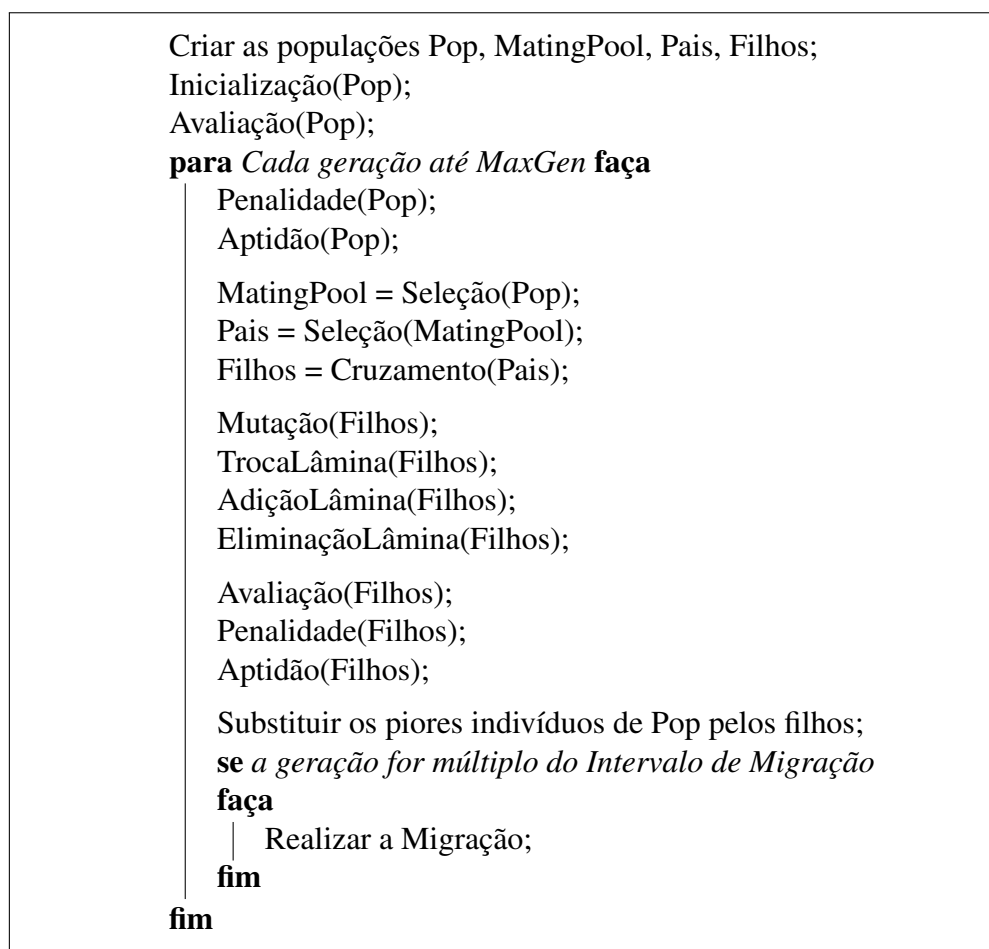 Criar as populações Pop, MatingPool, Pais, Filhos;
Inicialização(Pop);
Avaliação(Pop);
para Cada geração até MaxGen faça
Penalidade(Pop);
Aptidão(Pop);
MatingPool = Seleção(Pop);
Pais = Seleção(MatingPool);
Filhos = Cruzamento(Pais);
Mutação(Filhos);
TrocaLâmina(Filhos);
AdiçãoLâmina(Filhos);
EliminaçãoLâmina(Filhos);
Avaliação(Filhos);
Penalidade(Filhos);
Aptidão(Filhos);
Substituir os piores indivíduos de Pop pelos filhos;
se a geração for múltiplo do Intervalo de Migração
faça
Realizar a Migração;
fim
fim